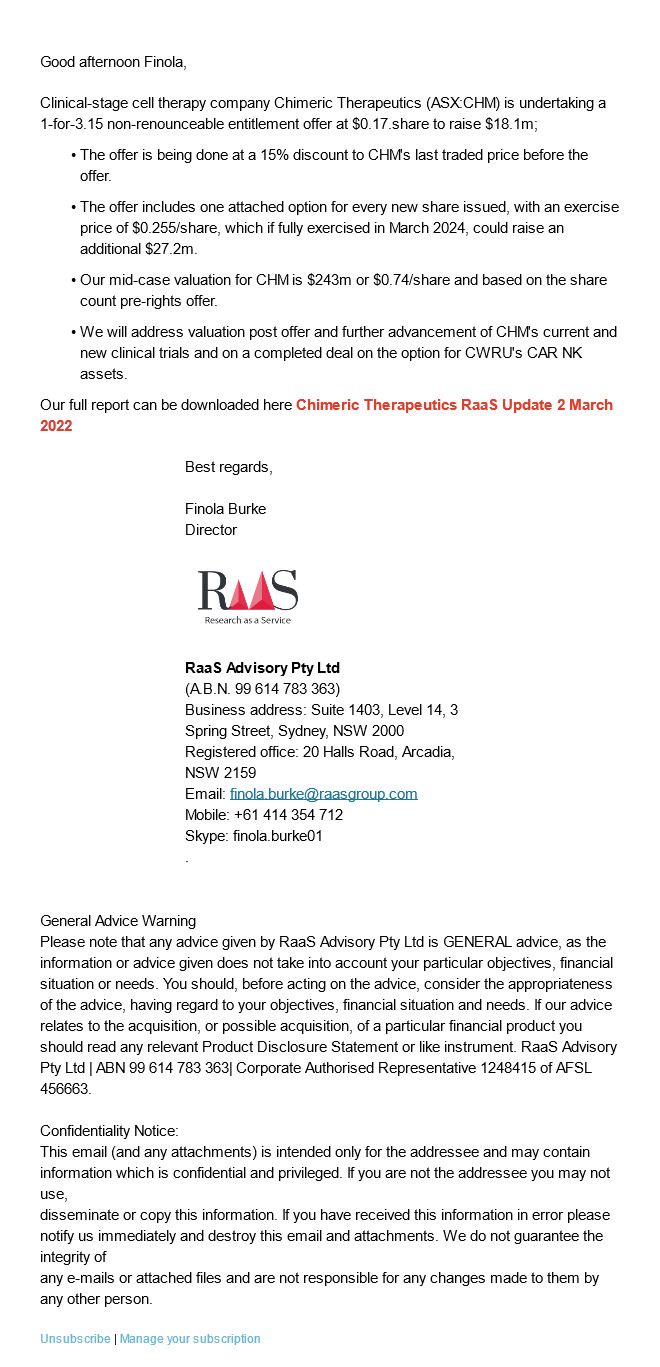 Good afternoon Finola,
Clinical-stage cell therapy company Chimeric Therapeutics (ASX:CHM) is undertaking a
1-for-3.15 non-renounceable entitlement offer at $0.17.share to raise $18.1m;
• The offer is being done at a 15% discount to CHM's last traded price before the
offer.
• The offer includes one attached option for every new share issued, with an exercise
price of $0.255/share, which if fully exercised in March 2024, could raise an
additional $27.2m.
• Our mid-case valuation for CHM is $243m or $0.74/share and based on the share
count pre-rights offer.
• We will address valuation post offer and further advancement of CHM's current and
new clinical trials and on a completed deal on the option for CWRU's CAR NK
assets.
Our full report can be downloaded here Chimeric Therapeutics RaaS Update 2 March
2022
Best regards,
Finola Burke
Director
RaaS
Research as a Service
RaaS Advisory Pty Ltd
(A.B.N. 99 614 783 363)
Business address: Suite 1403, Level 14, 3
Spring Street, Sydney, NSW 2000
Registered office: 20 Halls Road, Arcadia,
NSW 2159
Email: finola.burke@raasgroup.com
Mobile: +61 414 354 712
Skype: finola.burke01
.
General Advice Warning
Please note that any advice given by RaaS Advisory Pty Ltd is GENERAL advice, as the
information or advice given does not take into account your particular objectives, financial
situation or needs. You should, before acting on the advice, consider the appropriateness
of the advice, having regard to your objectives, financial situation and needs. If our advice
relates to the acquisition, or possible acquisition, of a particular financial product you
should read any relevant Product Disclosure Statement or like instrument. RaaS Advisory
Pty Ltd | ABN 99 614 783 363| Corporate Authorised Representative 1248415 of AFSL
456663.
Confidentiality Notice:
This email (and any attachments) is intended only for the addressee and may contain
information which is confidential and privileged. If you are not the addressee you may not
use,
disseminate or copy this information. If you have received this information in error please
notify us immediately and destroy this email and attachments. We do not guarantee the
integrity of
any e-mails or attached files and are not responsible for any changes made to them by
any other person.
Unsubscribe | Manage your subscription